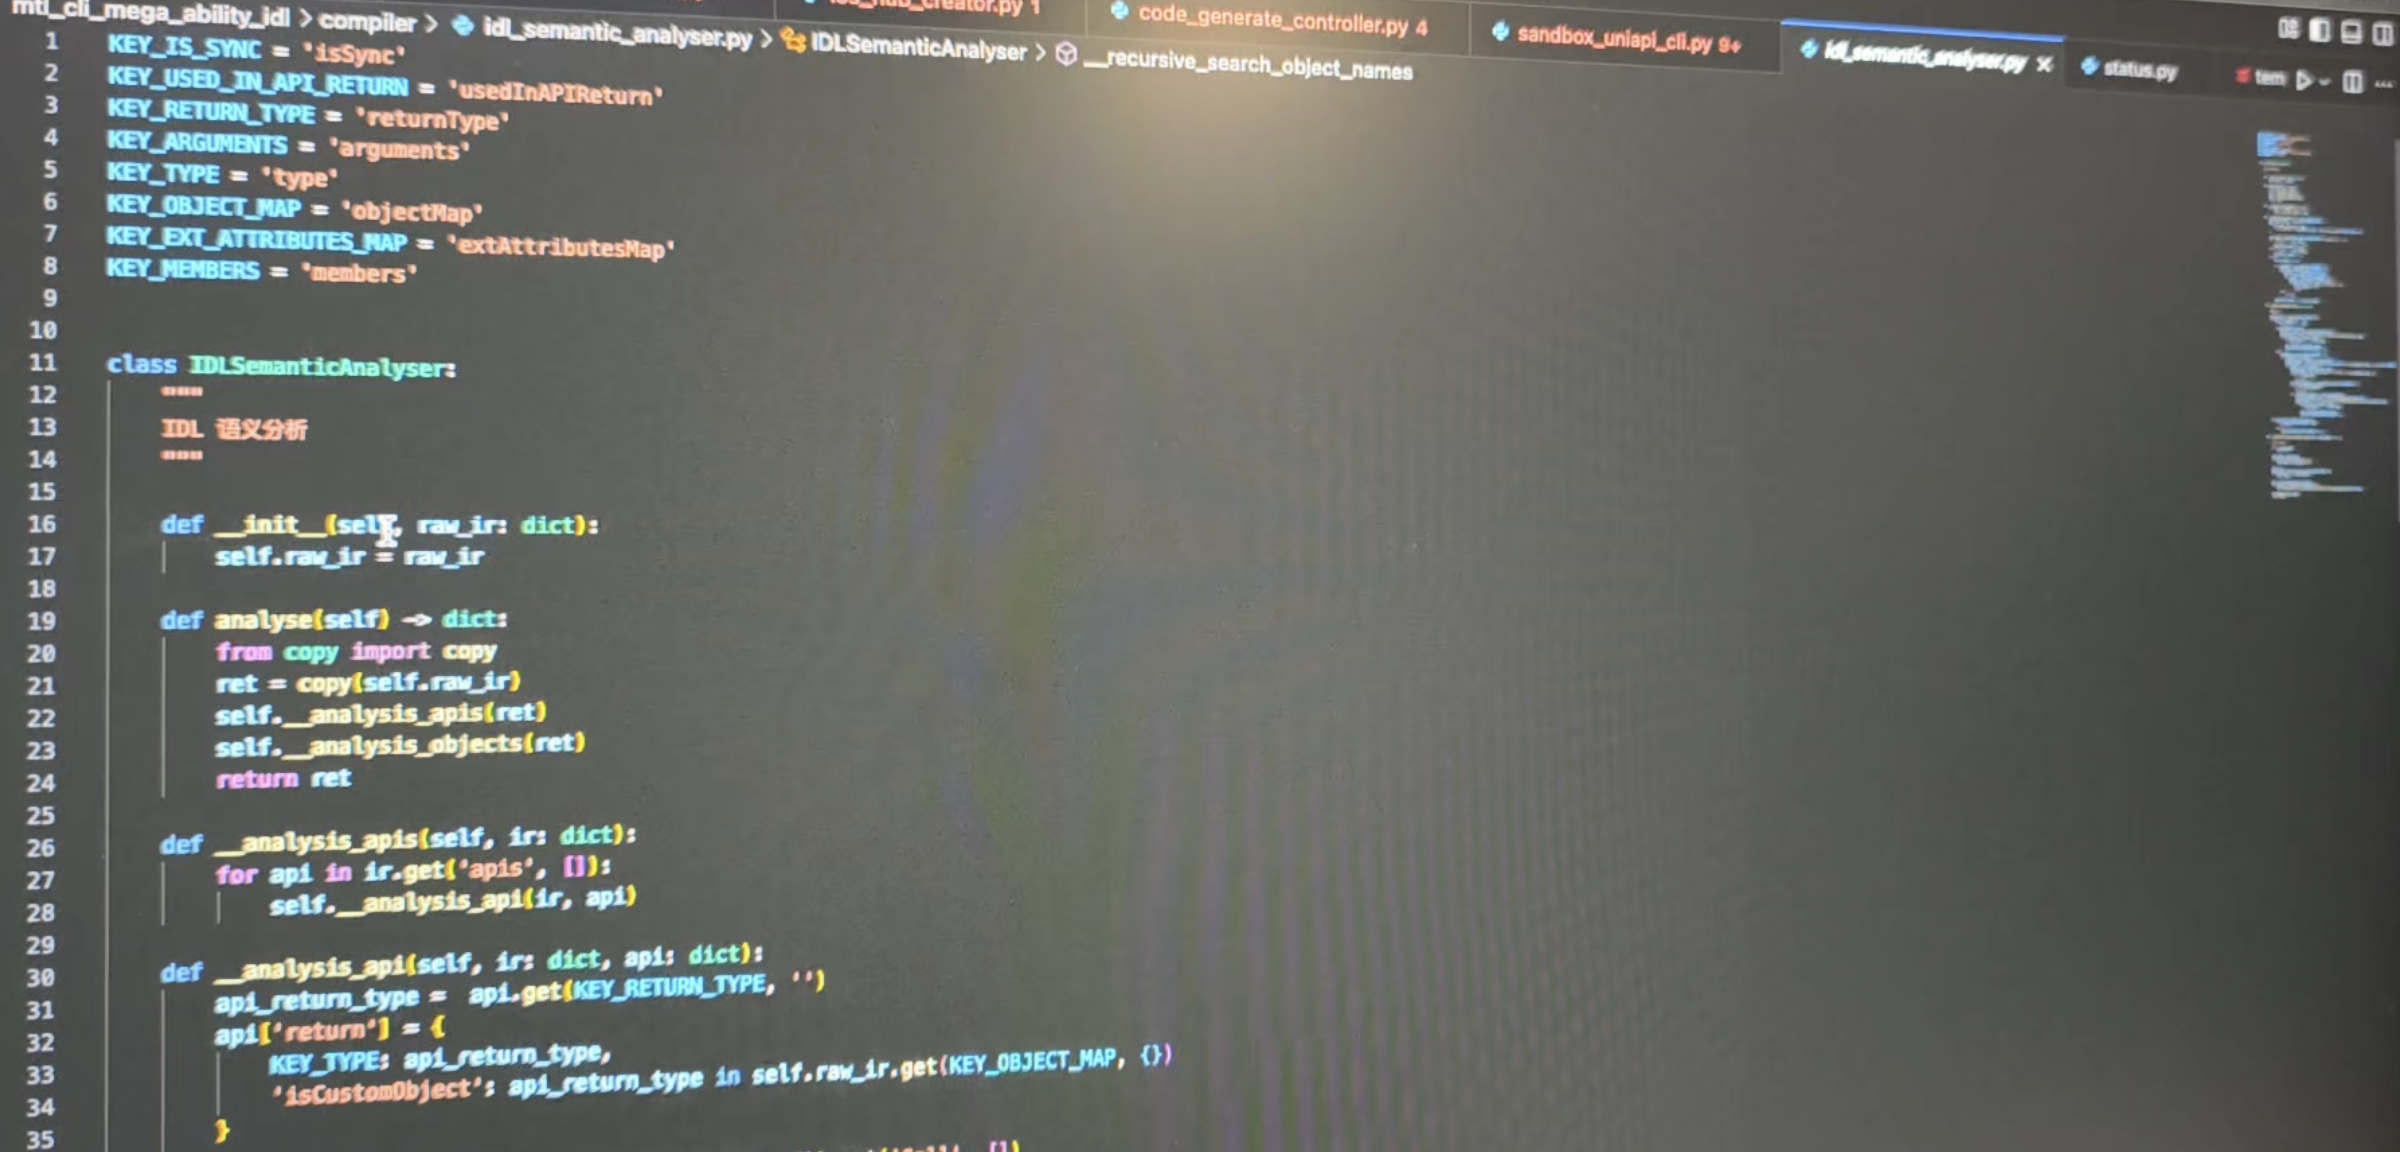 code_generate_controller.py 4
sandbox_uniapi_cli.py 9+
idl_semantic_analyser.py
status.py
tem
mtl_cli_mega_ability_idl > compiler > idl_semantic_analyser.py > IDLSemanticAnalyser > __recursive_search_object_names
1 KEY_IS_SYNC = 'isSync'
2 KEY_USED_IN_API_RETURN = 'usedInAPIReturn'
3 KEY_RETURN_TYPE = 'returnType'
4 KEY_ARGUMENTS = 'arguments'
5 KEY_TYPE = 'type'
6 KEY_OBJECT_MAP = 'objectMap'
7 KEY_EXT_ATTRIBUTES_MAP = 'extAttributesMap'
8 KEY_MEMBERS = 'members'
9
10
11 class IDLSemanticAnalyser:
12 """
13 IDL 语义分析
14 """
15
16 def __init__(self, raw_ir: dict):
17 self.raw_ir = raw_ir
18
19 def analyse(self) -> dict:
20 from copy import copy
21 ret = copy(self.raw_ir)
22 self.__analysis_apis(ret)
23 self.__analysis_objects(ret)
24 return ret
25
26 def __analysis_apis(self, ir: dict):
27 for api in ir.get('apis', []):
28 self.__analysis_api(ir, api)
29
30 def __analysis_api(self, ir: dict, api: dict):
31 api_return_type = api.get(KEY_RETURN_TYPE, '')
32 api['return'] = {
33 KEY_TYPE: api_return_type,
34 'isCustomObject': api_return_type in self.raw_ir.get(KEY_OBJECT_MAP, {})
35 }